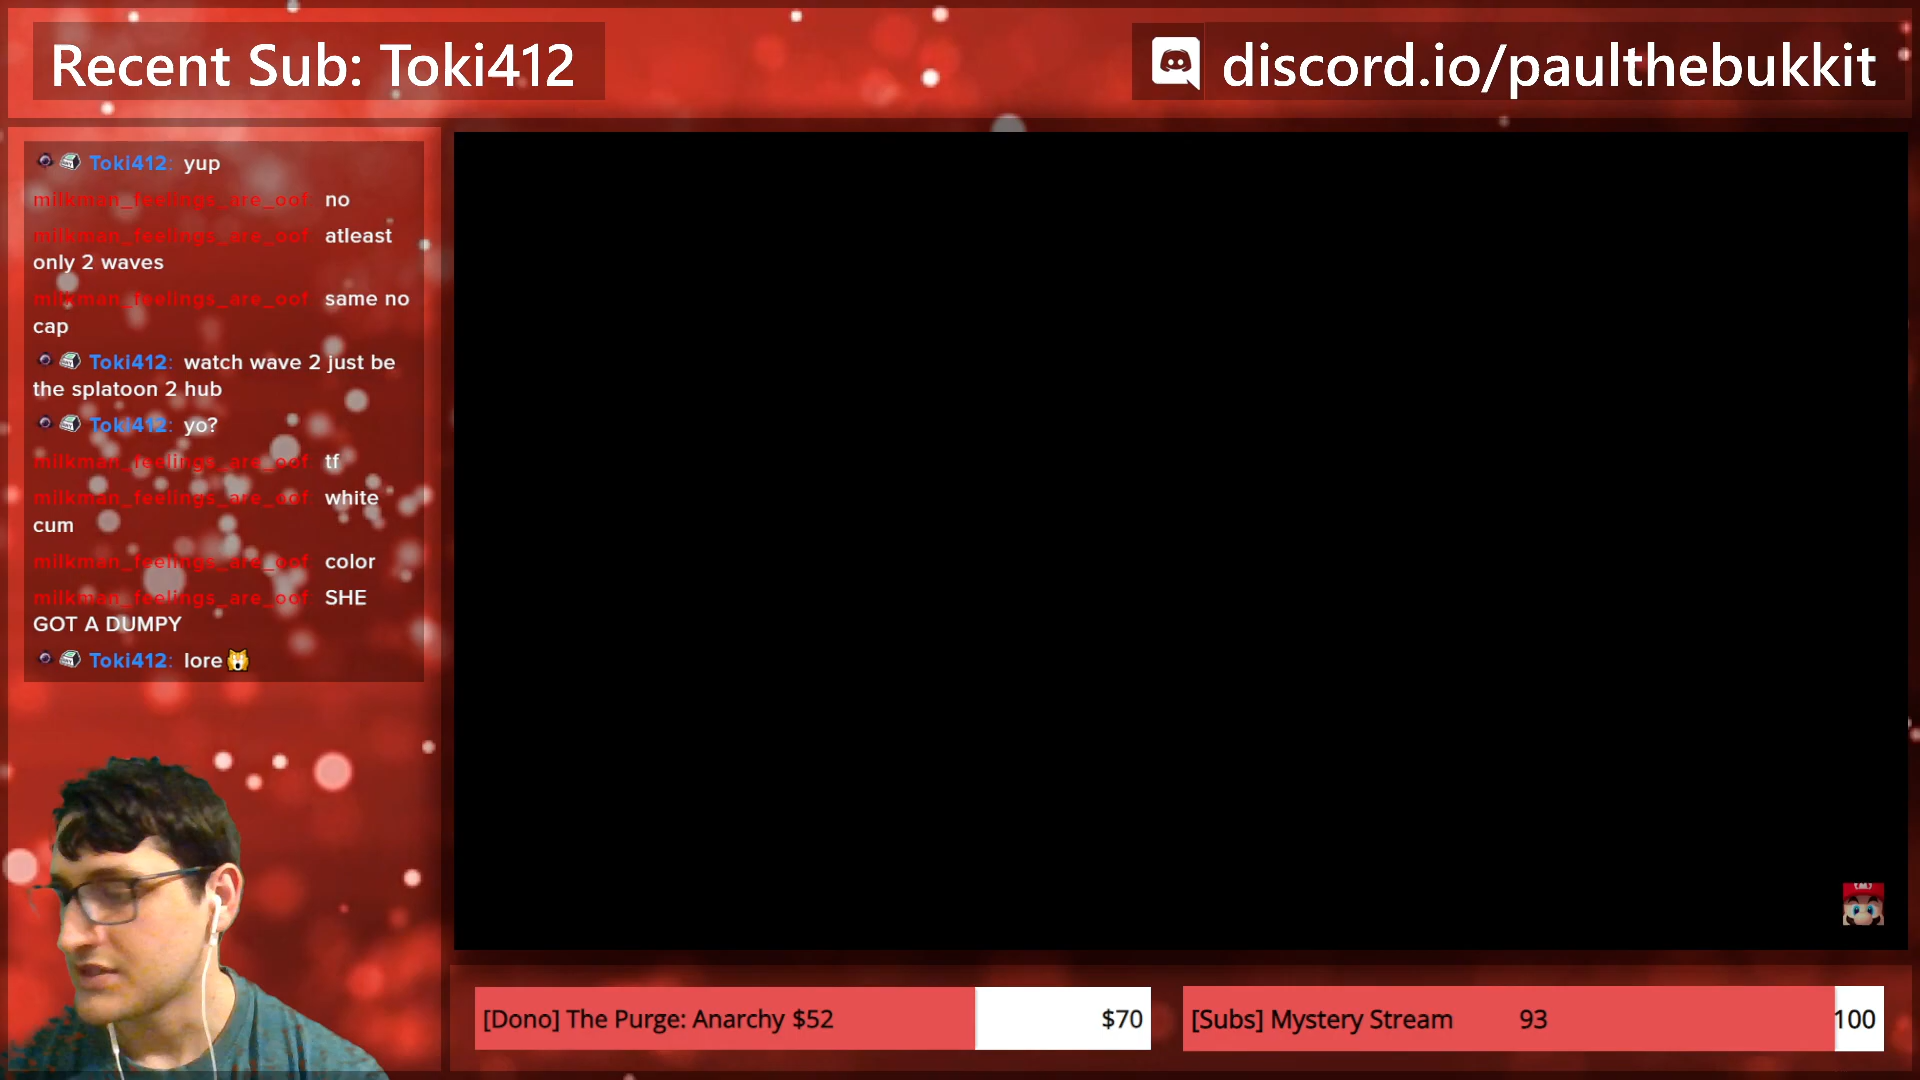 Recent Sub: Toki412
discord.io/paulthebukkit
Toki412: yup
milkman_feelings_are_oof: no
milkman_feelings_are_oof: atleast
only 2 waves
milkman_feelings_are_oof: same no
cap
Toki412: watch wave 2 just be
the splatoon 2 hub
Toki412: yo?
milkman_feelings_are_oof: tf
milkman_feelings_are_oof: white
cum
milkman_feelings_are_oof: color
milkman_feelings_are_oof: SHE
GOT A DUMPY
Toki412: lore
[Dono] The Purge: Anarchy $52 $70
[Subs] Mystery Stream 93 100